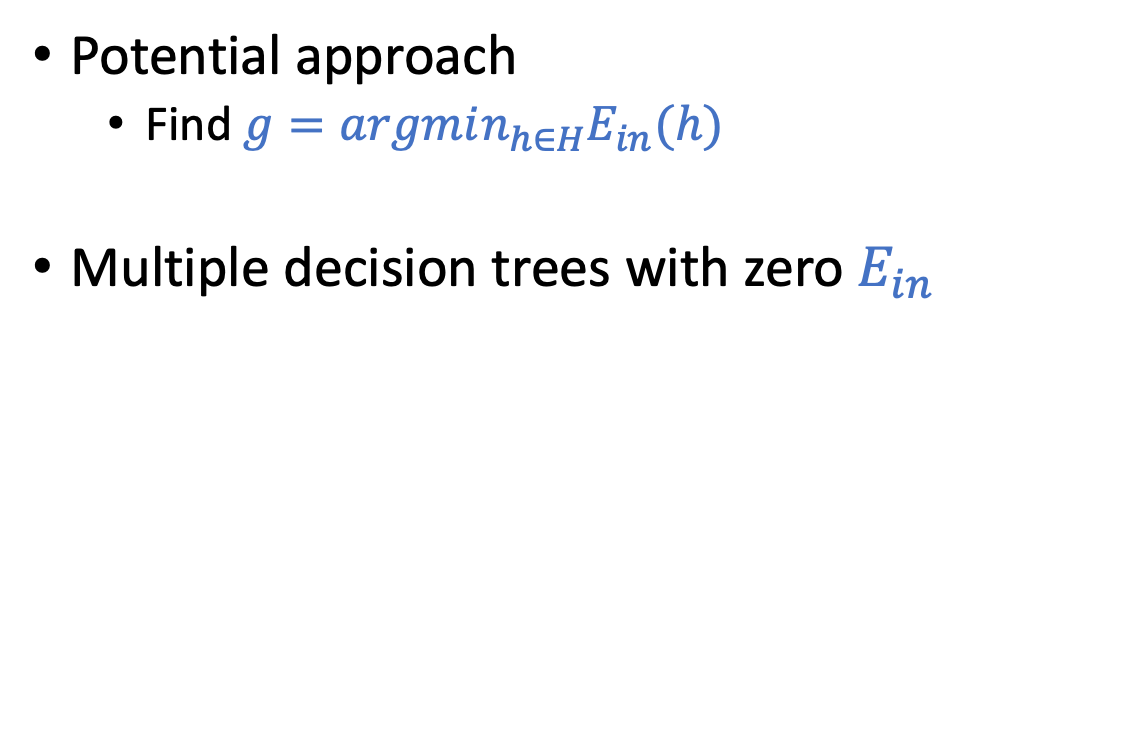 • Potential approach
• Find g = argmin_{h∈H}E_{in}(h)
• Multiple decision trees with zero E_{in}